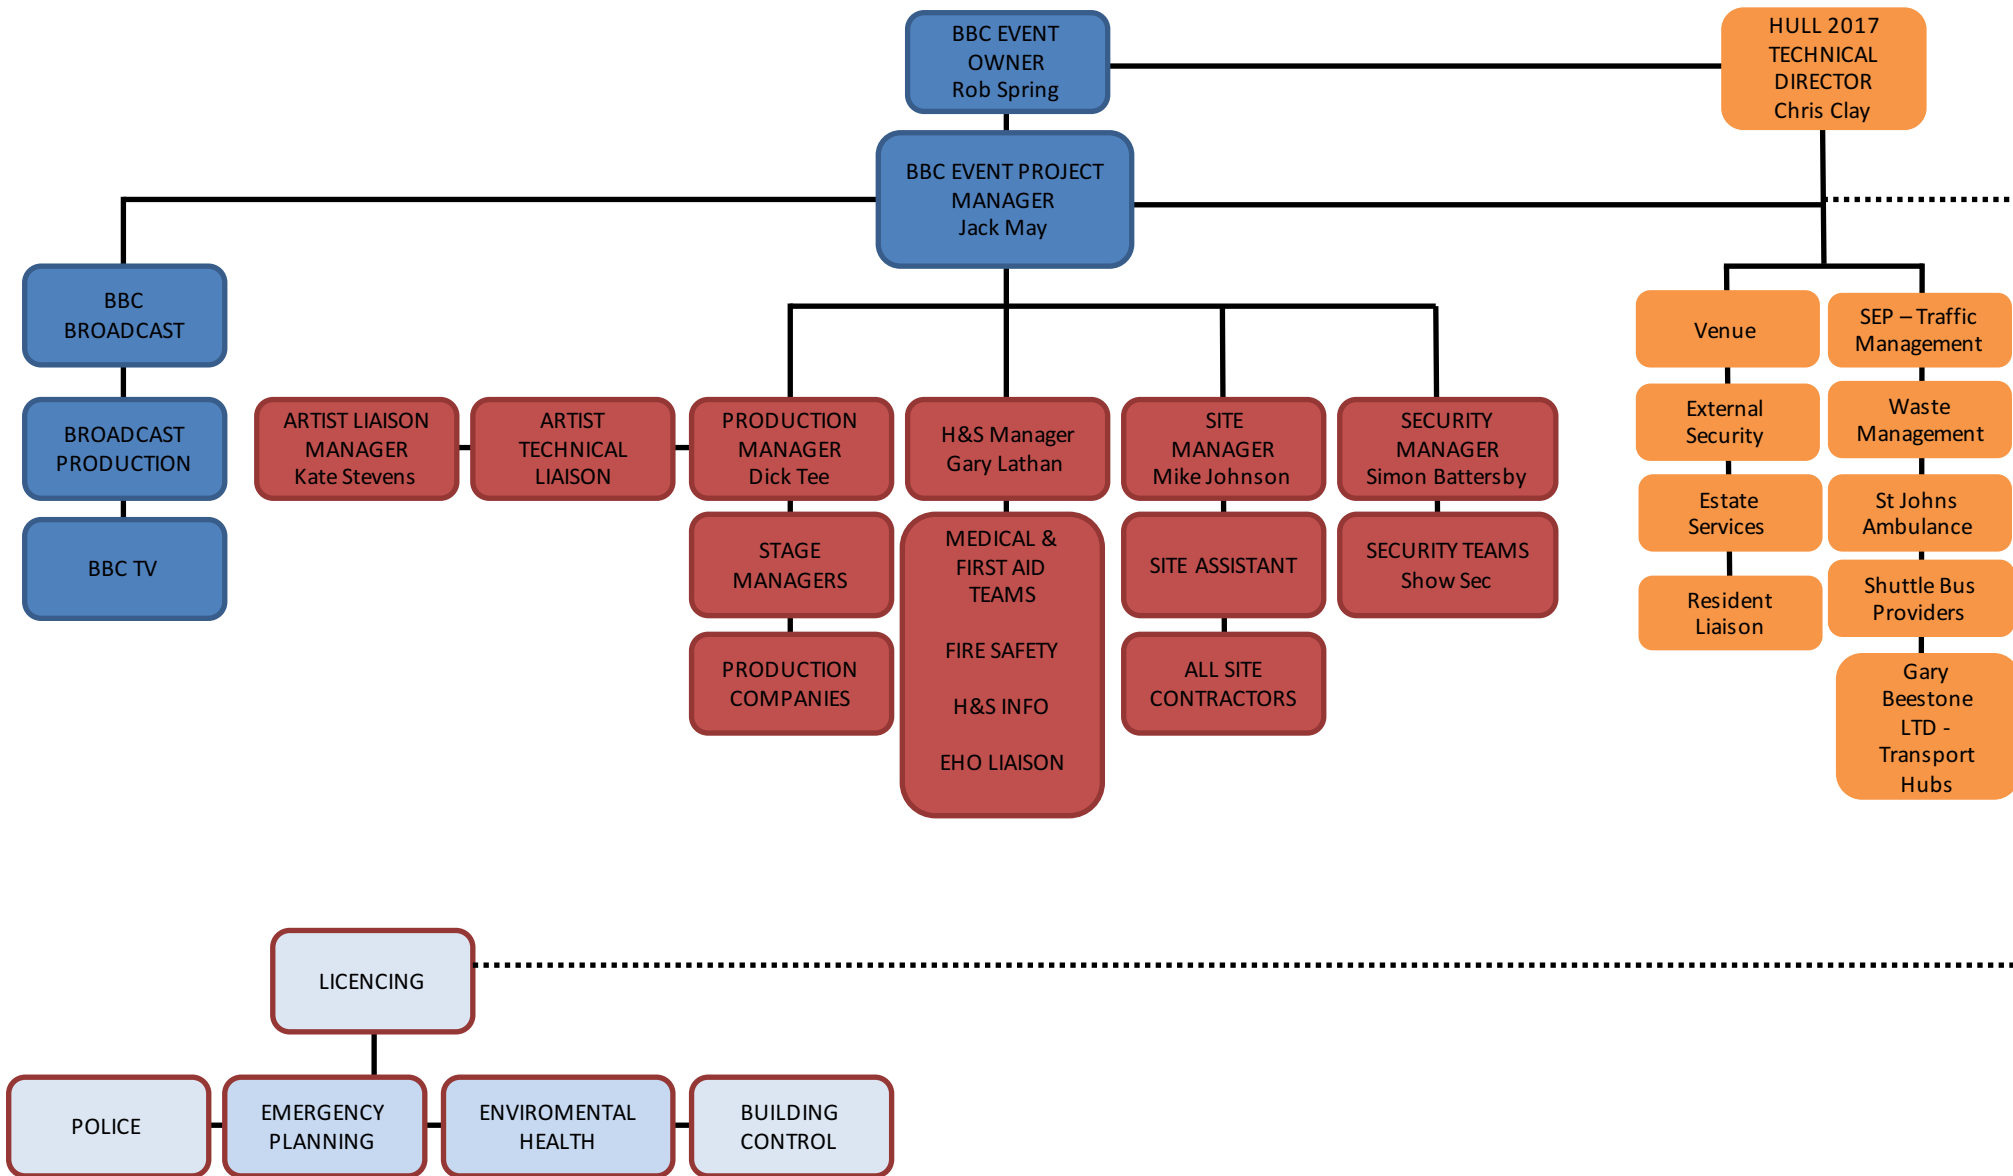 BBC EVENT
OWNER
Rob Spring
HULL 2017
TECHNICAL
DIRECTOR
Chris Clay
BBC EVENT PROJECT
MANAGER
Jack May
BBC
BROADCAST
BROADCAST
PRODUCTION
BBC TV
ARTIST LIAISON
MANAGER
Kate Stevens
ARTIST
TECHNICAL
LIAISON
PRODUCTION
MANAGER
Dick Tee
STAGE
MANAGERS
PRODUCTION
COMPANIES
H&S Manager
Gary Lathan
MEDICAL &
FIRST AID
TEAMS
FIRE SAFETY
H&S INFO
EHO LIAISON
SITE
MANAGER
Mike Johnson
SITE ASSISTANT
ALL SITE
CONTRACTORS
SECURITY
MANAGER
Simon Battersby
SECURITY TEAMS
Show Sec
Venue
External
Security
Estate
Services
Resident
Liaison
SEP – Traffic
Management
Waste
Management
St Johns
Ambulance
Shuttle Bus
Providers
Gary
Beestone
LTD -
Transport
Hubs
LICENCING
POLICE
EMERGENCY
PLANNING
ENVIROMENTAL
HEALTH
BUILDING
CONTROL